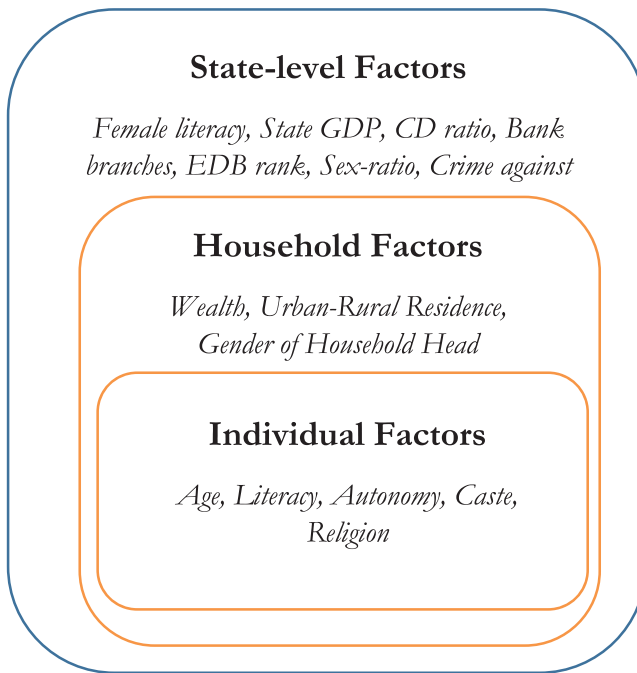 State-level Factors
Female literacy, State GDP, CD ratio, Bank
branches, EDB rank, Sex-ratio, Crime against
Household Factors
Wealth, Urban-Rural Residence,
Gender of Household Head
Individual Factors
Age, Literacy, Autonomy, Caste,
Religion